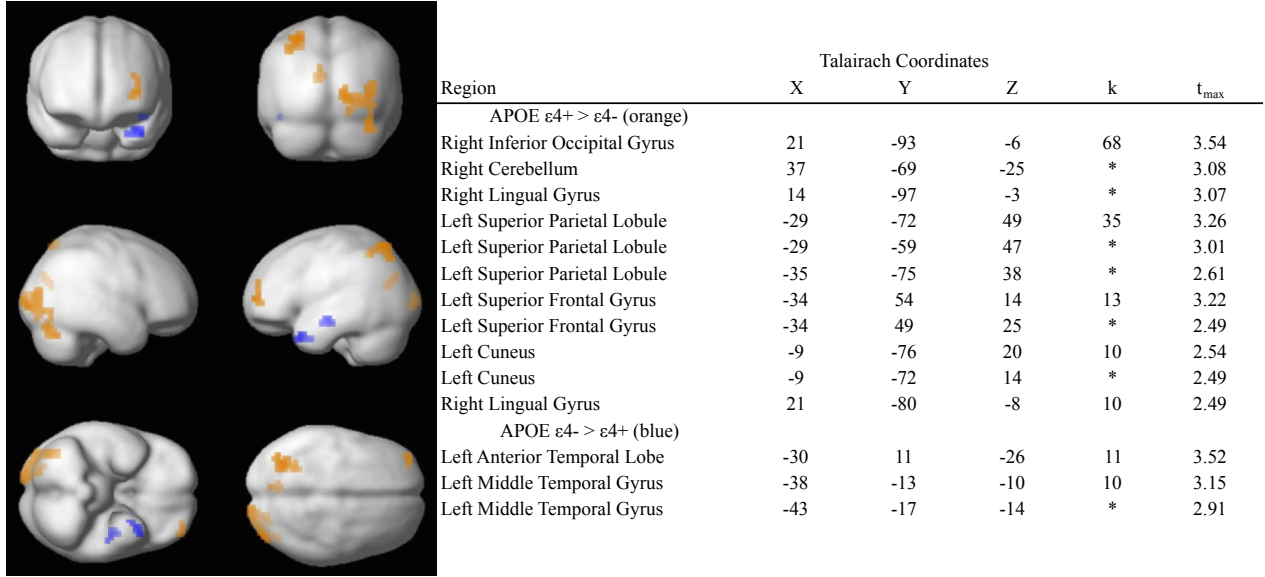 Talairach Coordinates
Region X Y Z k tmax
APOE ε4+ > ε4- (orange)
Right Inferior Occipital Gyrus 21 -93 -6 68 3.54
Right Cerebellum 37 -69 -25 * 3.08
Right Lingual Gyrus 14 -97 -3 * 3.07
Left Superior Parietal Lobule -29 -72 49 35 3.26
Left Superior Parietal Lobule -29 -59 47 * 3.01
Left Superior Parietal Lobule -35 -75 38 * 2.61
Left Superior Frontal Gyrus -34 54 14 13 3.22
Left Superior Frontal Gyrus -34 49 25 * 2.49
Left Cuneus -9 -76 20 10 2.54
Left Cuneus -9 -72 14 * 2.49
Right Lingual Gyrus 21 -80 -8 10 2.49
APOE ε4- > ε4+ (blue)
Left Anterior Temporal Lobe -30 11 -26 11 3.52
Left Middle Temporal Gyrus -38 -13 -10 10 3.15
Left Middle Temporal Gyrus -43 -17 -14 * 2.91